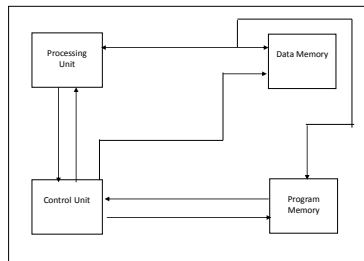 Processing
Unit
Data Memory
Control Unit
Program
Memory